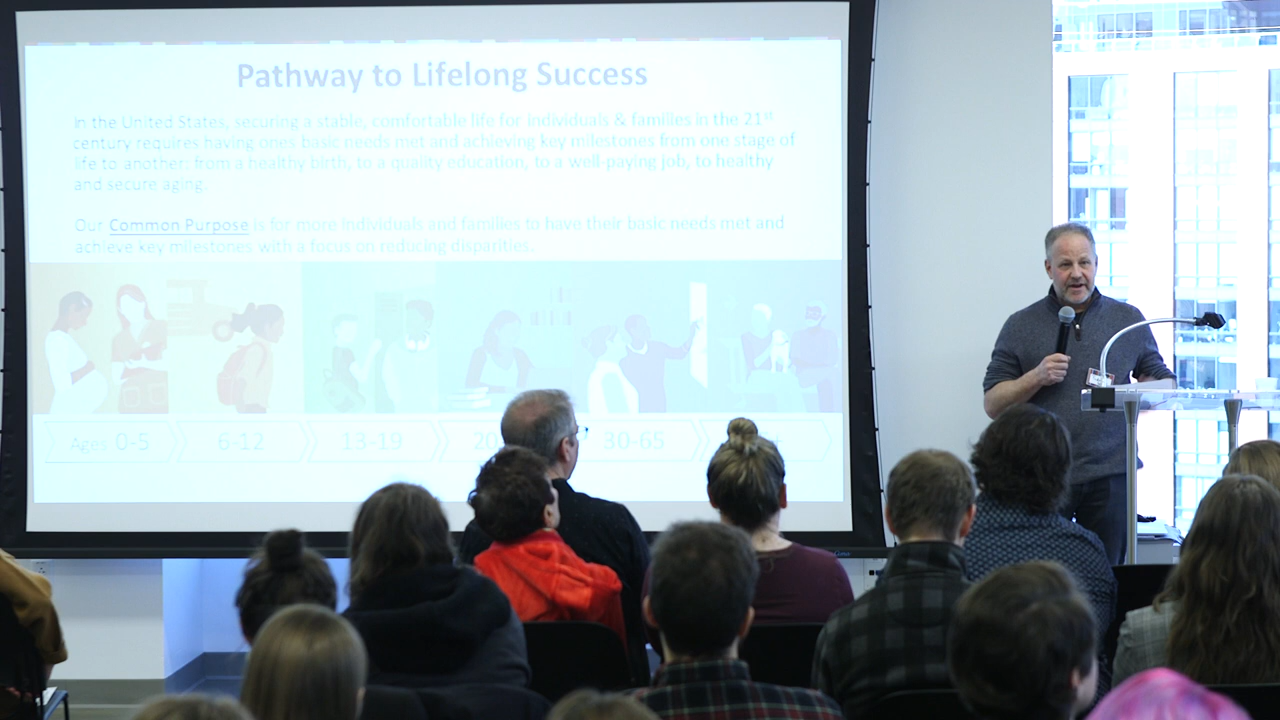 Pathway to Lifelong Success
In the United States, securing a stable, comfortable life for individuals & families in the 21st
century requires having ones basic needs met and achieving key milestones from one stage of
life to another: from a healthy birth, to a quality education, to a well-paying job, to healthy
and secure aging.
Our Common Purpose is for more individuals and families to have their basic needs met and
achieve key milestones with a focus on reducing disparities.
Ages 0-5 6-12 13-19 20 30-65